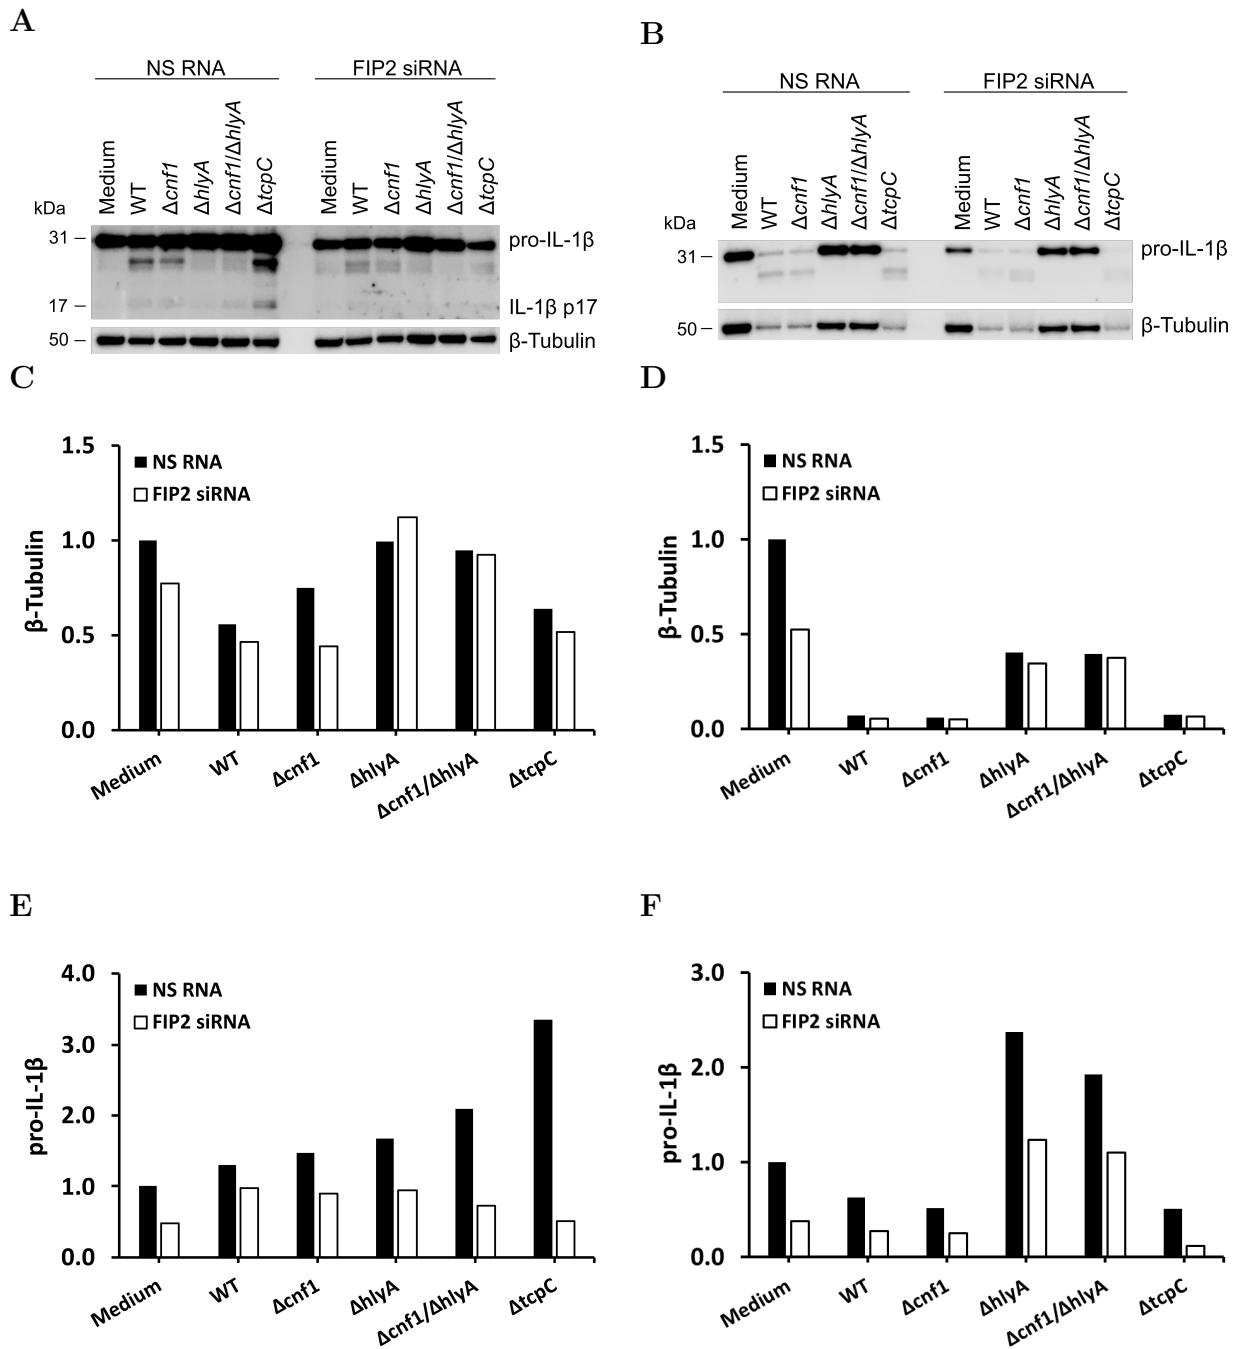 A
NS RNA
FIP2 siRNA
Medium
WT
Δcnf1
ΔhlyA
Δcnf1/ΔhlyA
ΔtcpC
Medium
WT
Δcnf1
ΔhlyA
Δcnf1/ΔhlyA
ΔtcpC
kDa
31
pro-IL-1β
17
IL-1β p17
50
β-Tubulin
B
NS RNA
FIP2 siRNA
Medium
WT
Δcnf1
ΔhlyA
Δcnf1/ΔhlyA
ΔtcpC
Medium
WT
Δcnf1
ΔhlyA
Δcnf1/ΔhlyA
ΔtcpC
kDa
31
pro-IL-1β
50
β-Tubulin
C
β-Tubulin
1.5
1.0
0.5
0.0
NS RNA
FIP2 siRNA
Medium
WT
Δcnf1
ΔhlyA
Δcnf1/ΔhlyA
ΔtcpC
D
β-Tubulin
1.5
1.0
0.5
0.0
NS RNA
FIP2 siRNA
Medium
WT
Δcnf1
ΔhlyA
Δcnf1/ΔhlyA
ΔtcpC
E
pro-IL-1β
4.0
3.0
2.0
1.0
0.0
NS RNA
FIP2 siRNA
Medium
WT
Δcnf1
ΔhlyA
Δcnf1/ΔhlyA
ΔtcpC
F
pro-IL-1β
3.0
2.0
1.0
0.0
NS RNA
FIP2 siRNA
Medium
WT
Δcnf1
ΔhlyA
Δcnf1/ΔhlyA
ΔtcpC